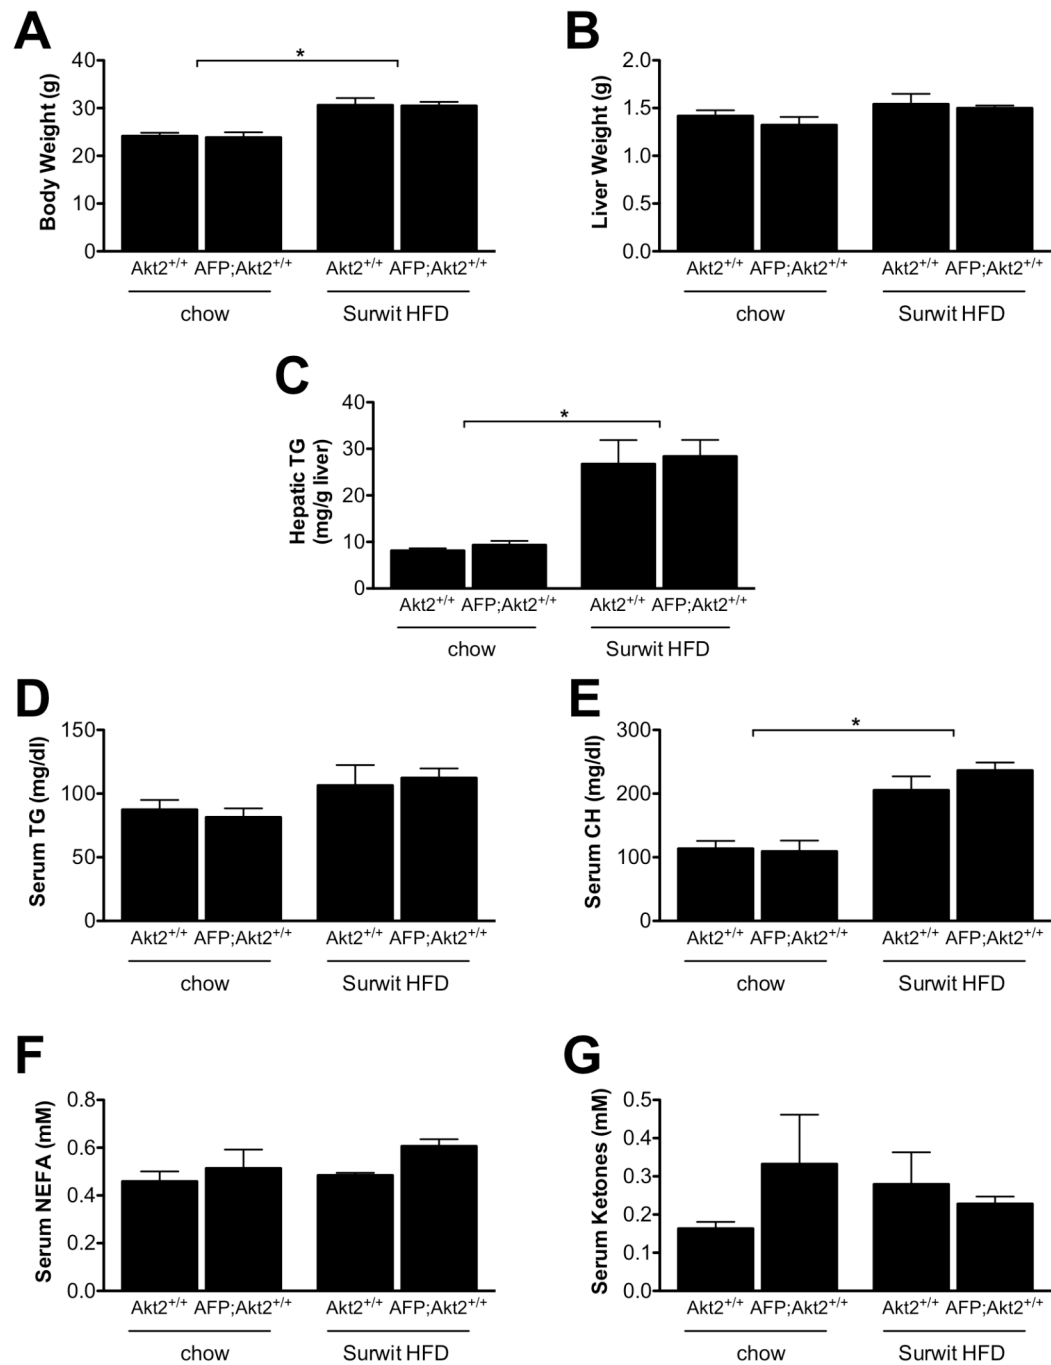 A
Body Weight (g)
40
30
20
10
0
*
Akt2+/+ AFP;Akt2+/+ Akt2+/+ AFP;Akt2+/+
chow Surwit HFD
B
Liver Weight (g)
2.0
1.5
1.0
0.5
0.0
Akt2+/+ AFP;Akt2+/+ Akt2+/+ AFP;Akt2+/+
chow Surwit HFD
C
Hepatic TG
(mg/g liver)
40
30
20
10
0
*
Akt2+/+ AFP;Akt2+/+ Akt2+/+ AFP;Akt2+/+
chow Surwit HFD
D
Serum TG (mg/dl)
150
100
50
0
Akt2+/+ AFP;Akt2+/+ Akt2+/+ AFP;Akt2+/+
chow Surwit HFD
E
Serum CH (mg/dl)
300
200
100
0
*
Akt2+/+ AFP;Akt2+/+ Akt2+/+ AFP;Akt2+/+
chow Surwit HFD
F
Serum NEFA (mM)
0.8
0.6
0.4
0.2
0.0
Akt2+/+ AFP;Akt2+/+ Akt2+/+ AFP;Akt2+/+
chow Surwit HFD
G
Serum Ketones (mM)
0.5
0.4
0.3
0.2
0.1
0.0
Akt2+/+ AFP;Akt2+/+ Akt2+/+ AFP;Akt2+/+
chow Surwit HFD